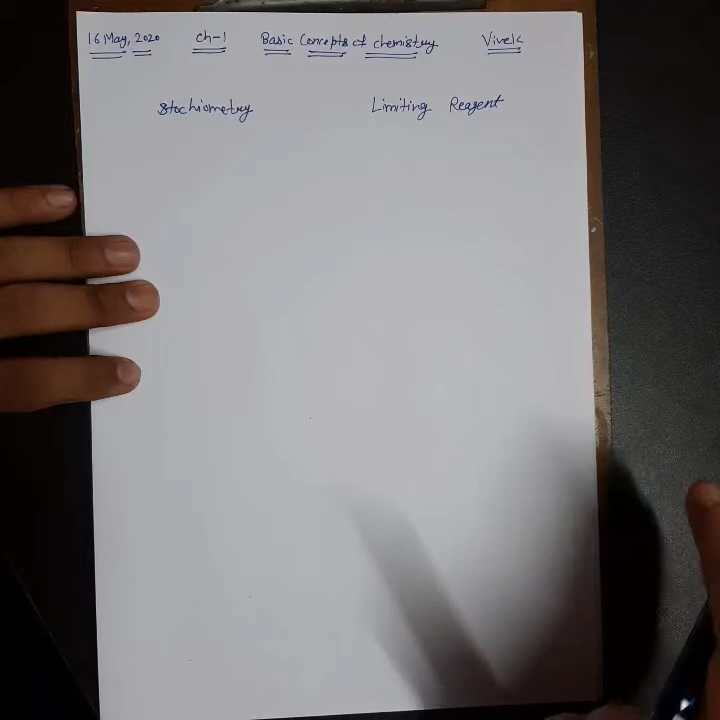 16 May, 2020 Ch-1 Basic Concepts of chemistry Vivek
Stochiometry Limiting Reagent